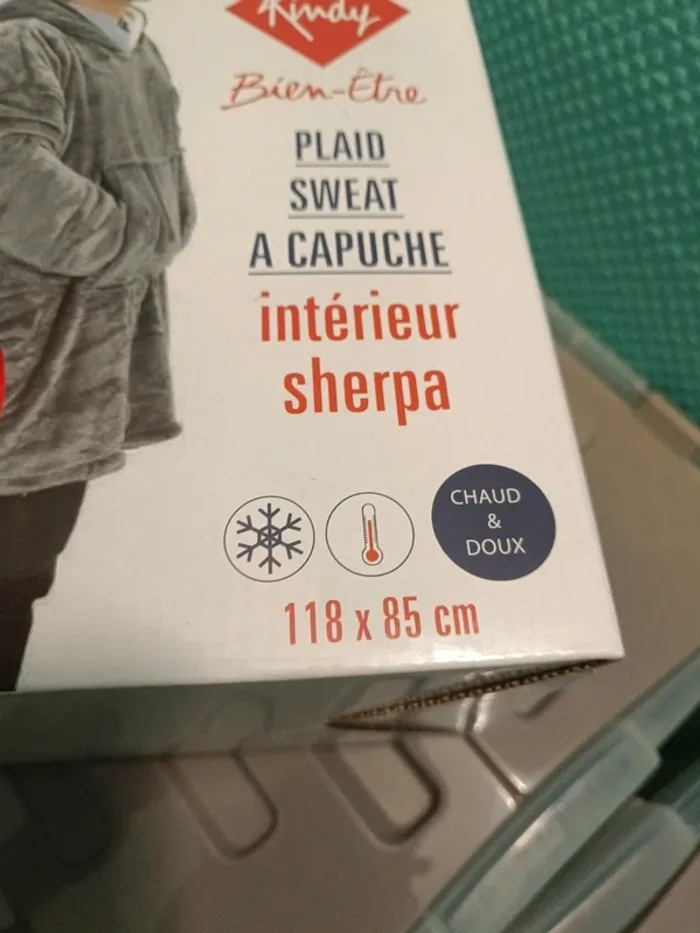 Kindy
Bien-Être
PLAID
SWEAT
A CAPUCHE
intérieur
sherpa
CHAUD
&
DOUX
118 x 85 cm